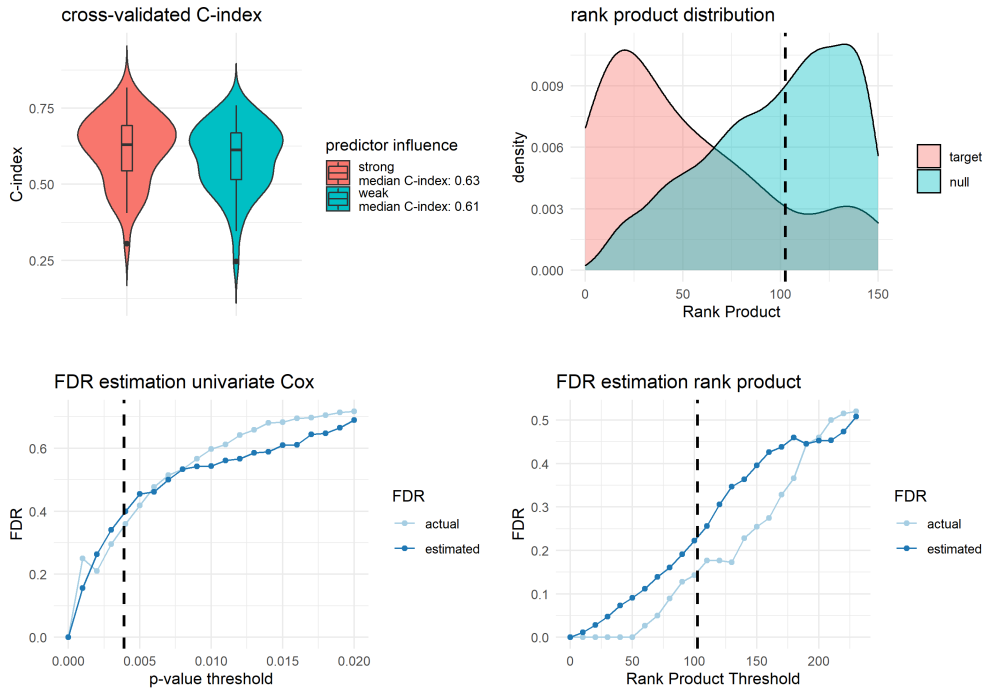 cross-validated C-index
C-index
0.75
0.50
0.25
predictor influence
strong
median C-index: 0.63
weak
median C-index: 0.61
rank product distribution
density
0.009
0.006
0.003
0.000
0
50
100
150
Rank Product
target
null
FDR estimation univariate Cox
FDR
0.6
0.4
0.2
0.0
0.000
0.005
0.010
0.015
0.020
p-value threshold
FDR
actual
estimated
FDR estimation rank product
FDR
0.5
0.4
0.3
0.2
0.1
0.0
0
50
100
150
200
Rank Product Threshold
FDR
actual
estimated